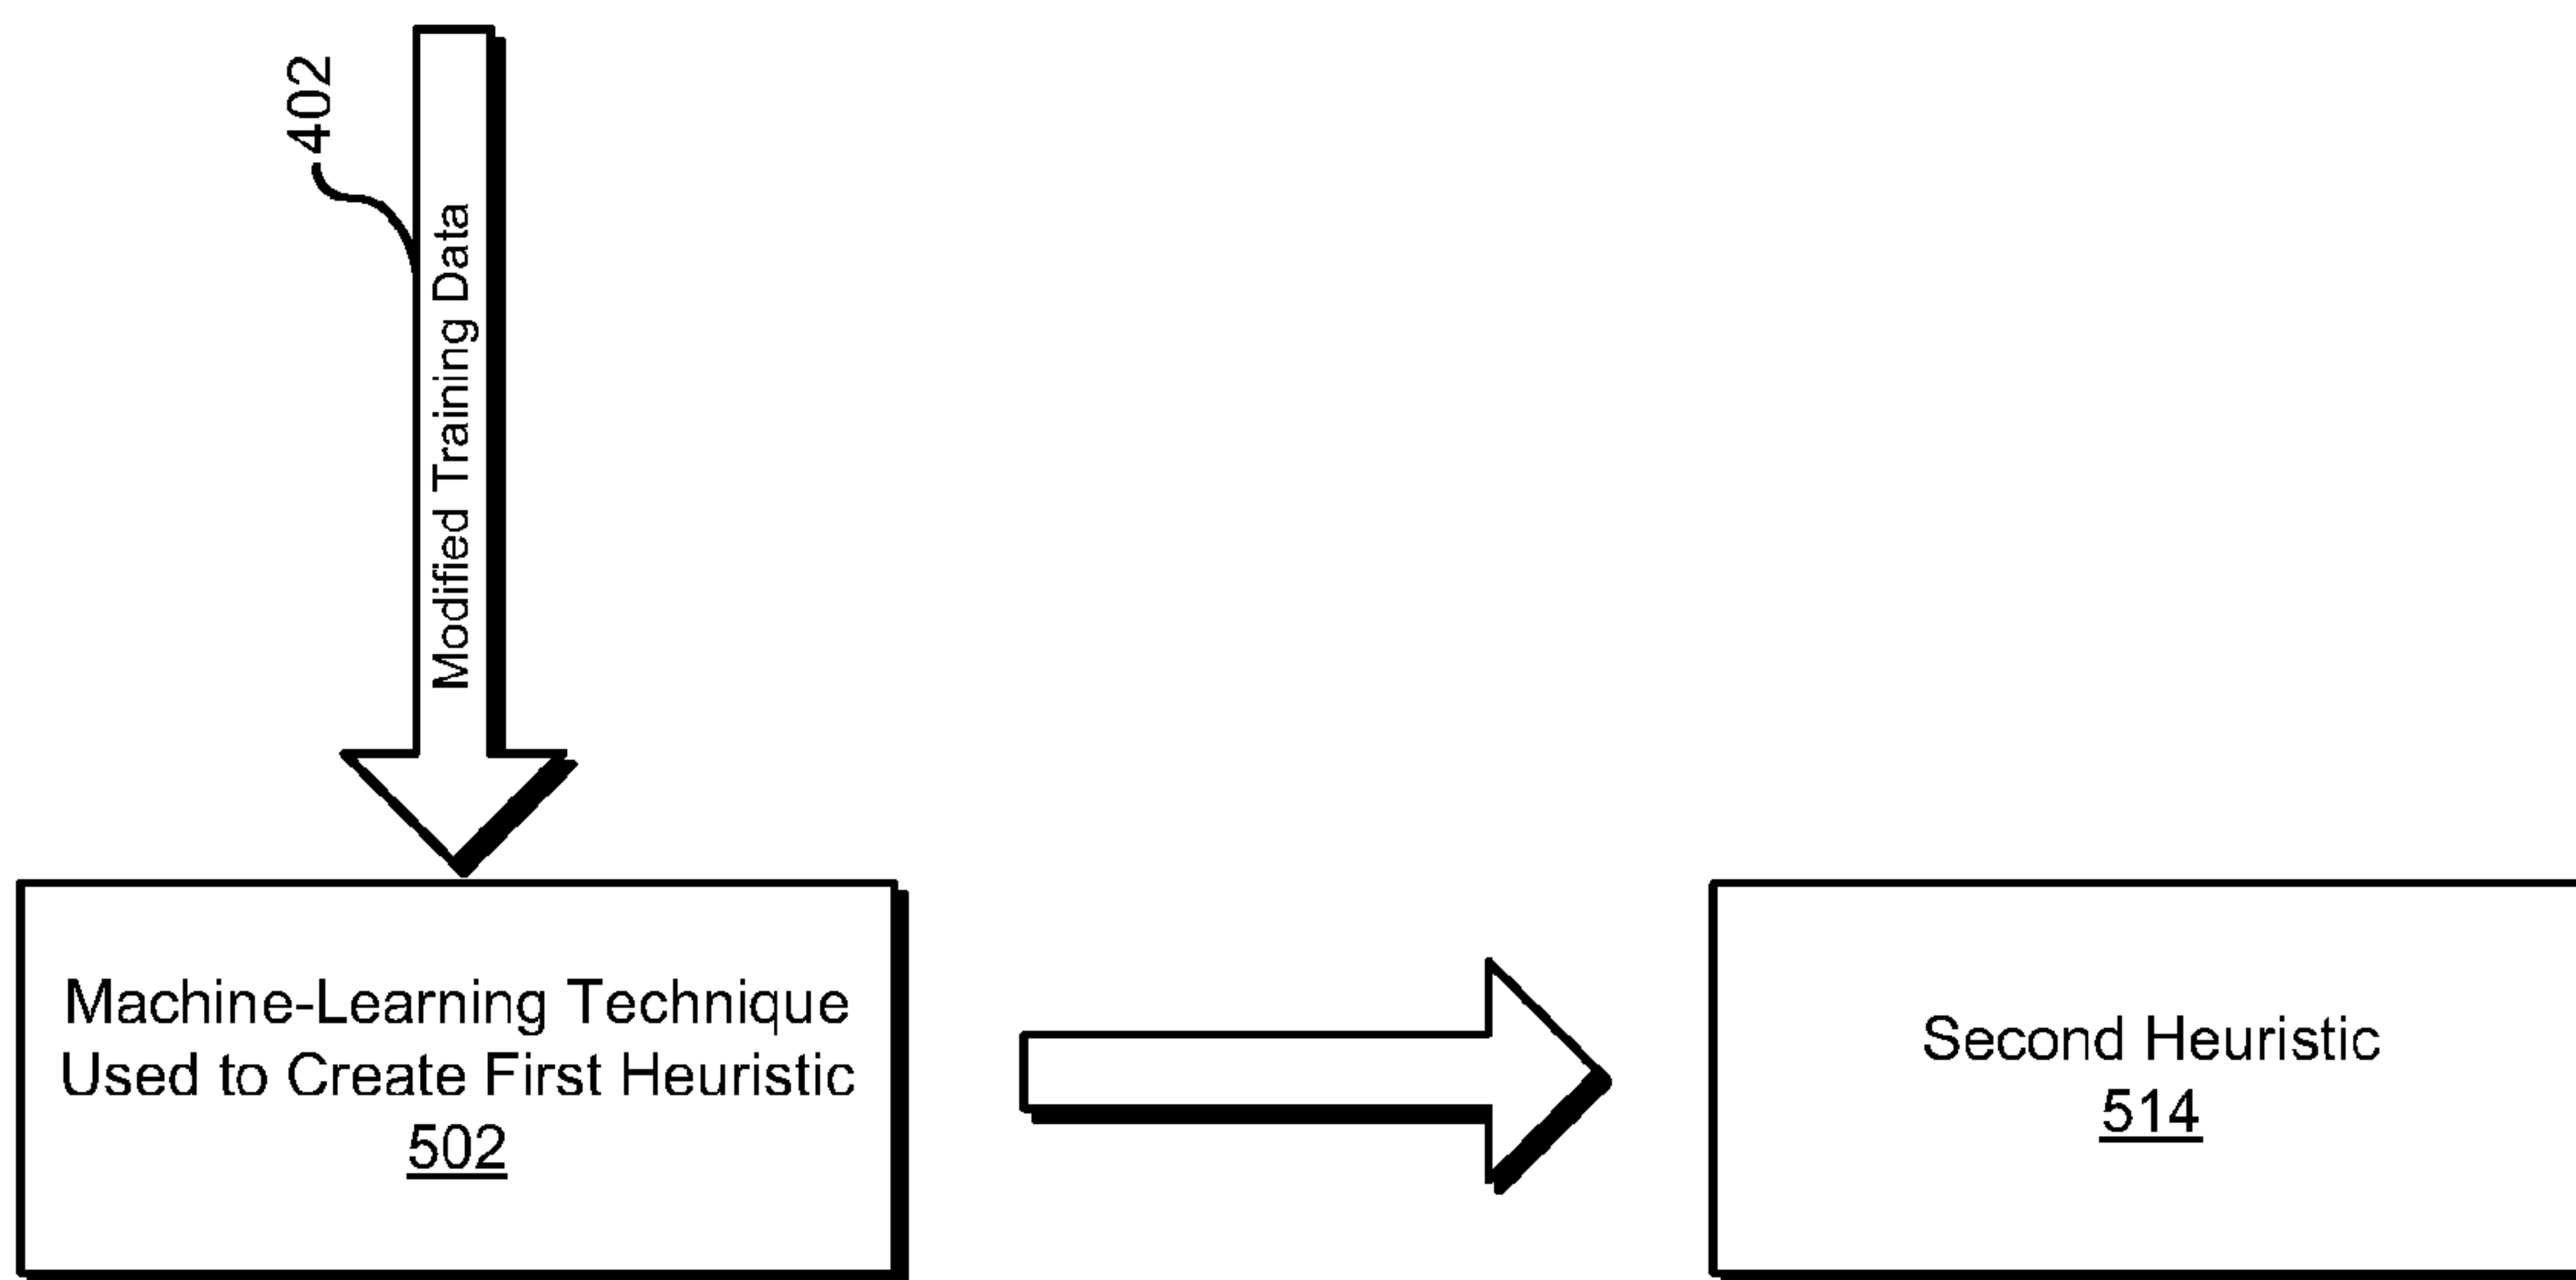 402
Modified Training Data
Machine-Learning Technique
Used to Create First Heuristic
502
Second Heuristic
514